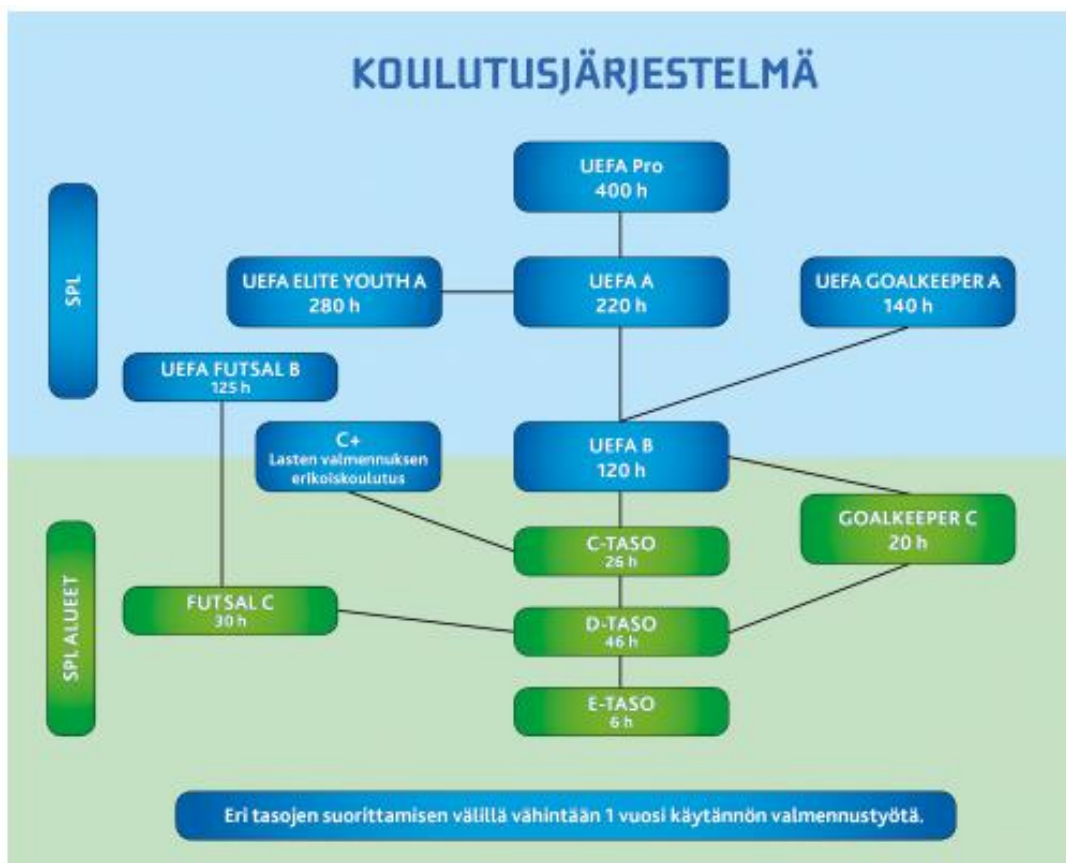 KOULUTUSJÄRJESTELMÄ
UEFA Pro
400 h
SPL
UEFA ELITE YOUTH A
280 h
UEFA A
220 h
UEFA GOALKEEPER A
140 h
UEFA FUTSAL B
125 h
C+
Lasten valmennuksen
erikoiskoulutus
UEFA B
120 h
GOALKEEPER C
20 h
C-TASO
26 h
SPL ALUEET
FUTSAL C
30 h
D-TASO
46 h
E-TASO
6 h
Eri tasojen suorittamisen välillä vähintään 1 vuosi käytännön valmennustyötä.